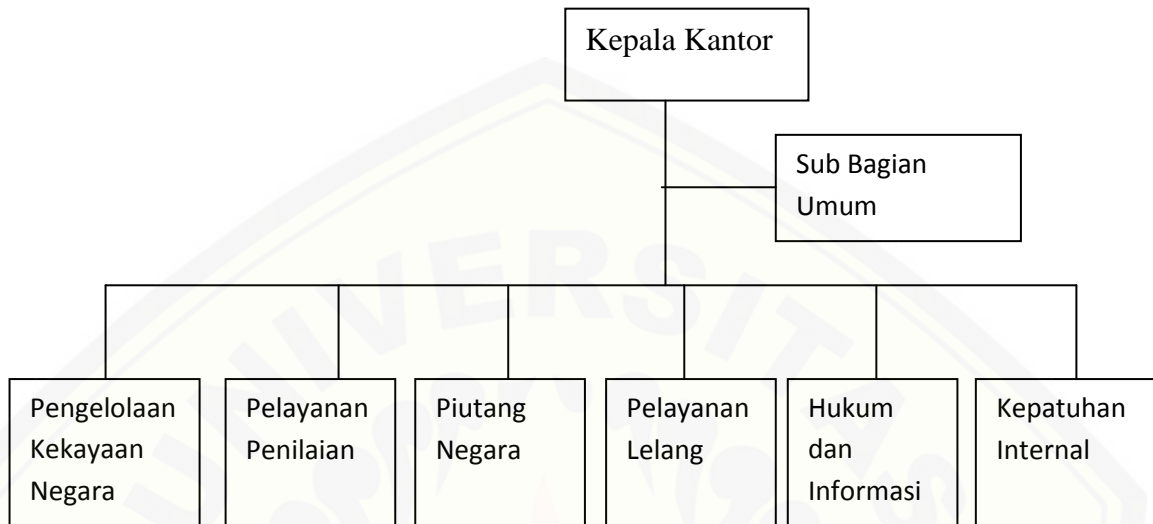 Kepala Kantor
Sub Bagian
Umum
UNIVERSITAS
Pengelolaan
Kekayaan
Negara
Pelayanan
Penilaian
Piutang
Negara
Pelayanan
Lelang
Hukum
dan
Informasi
Kepatuhan
Internal